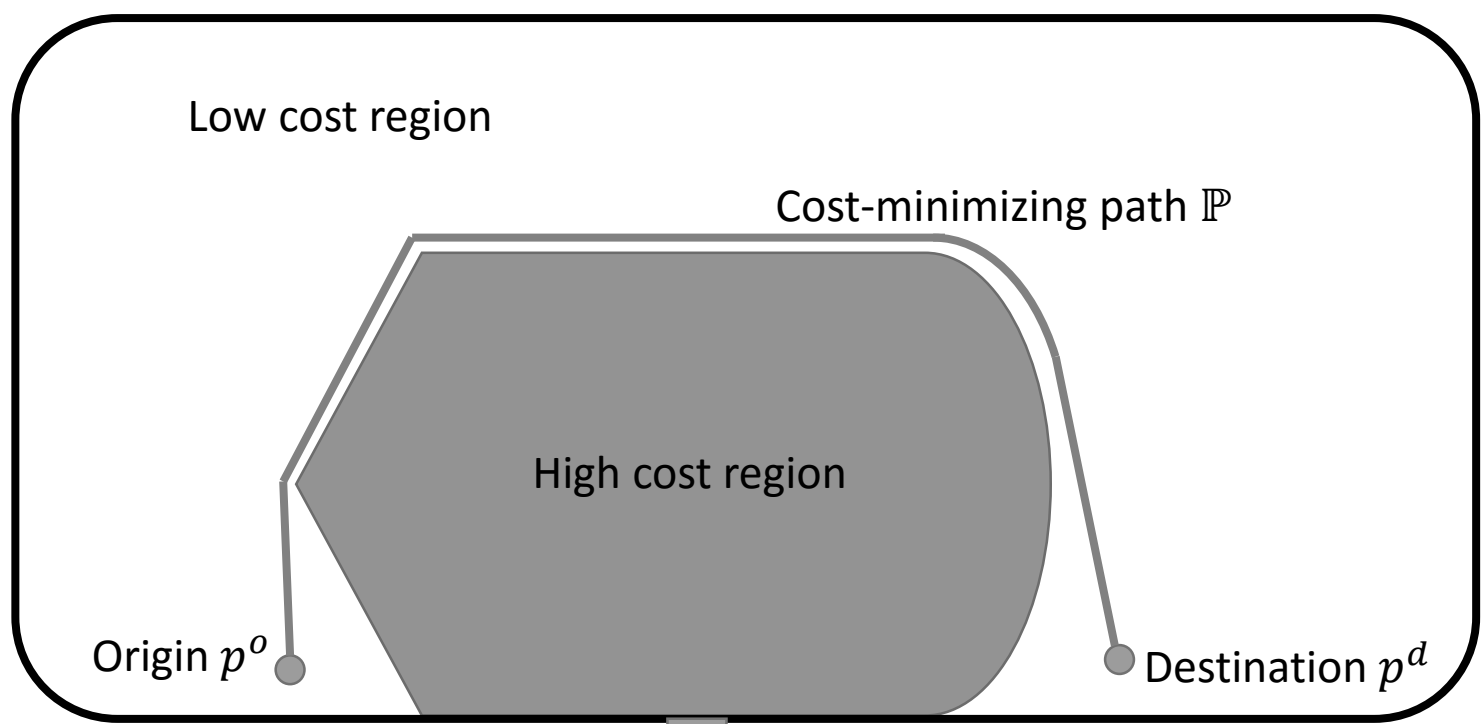 Low cost region
Cost-minimizing path ℙ
High cost region
Origin pᵒ
Destination pᵈ